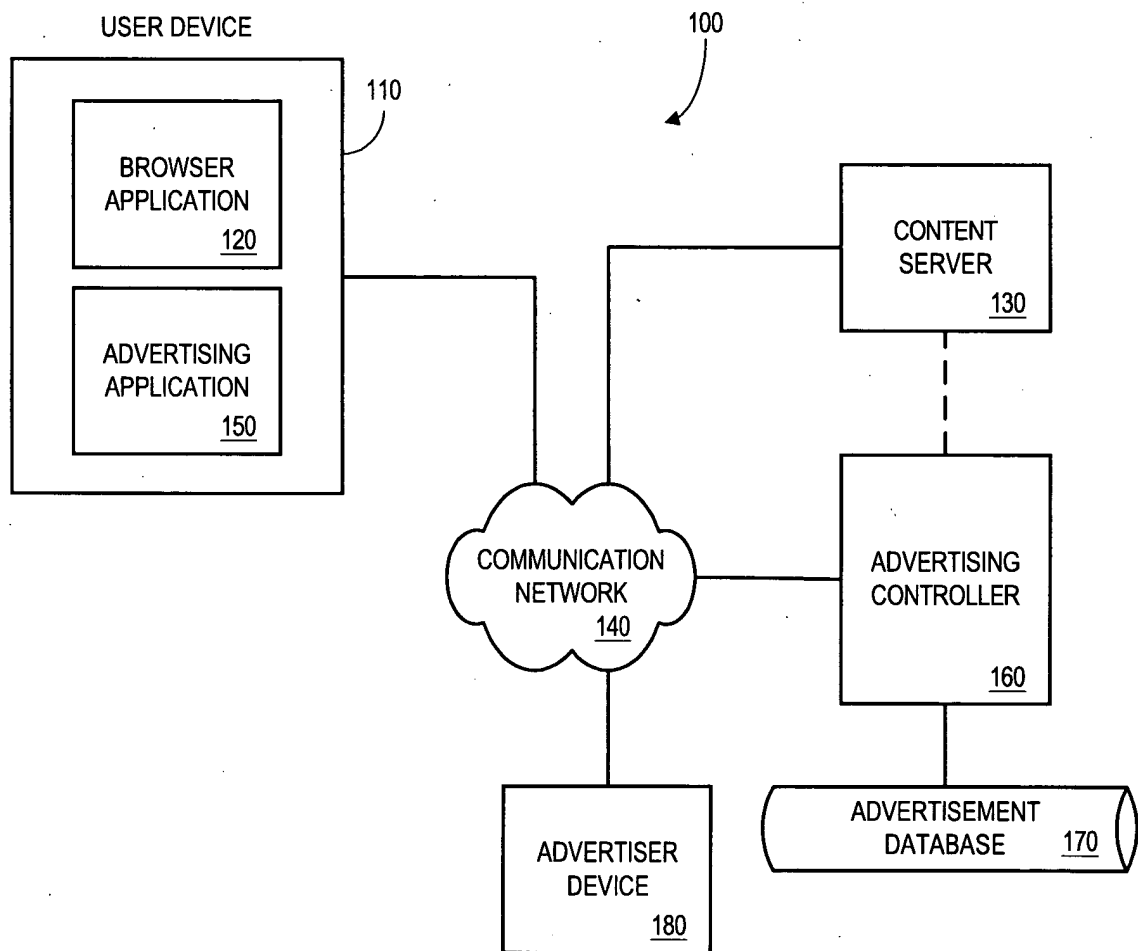 USER DEVICE
100
110
BROWSER
APPLICATION
120
ADVERTISING
APPLICATION
150
CONTENT
SERVER
130
COMMUNICATION
NETWORK
140
ADVERTISING
CONTROLLER
160
ADVERTISER
DEVICE
180
ADVERTISEMENT
DATABASE
170